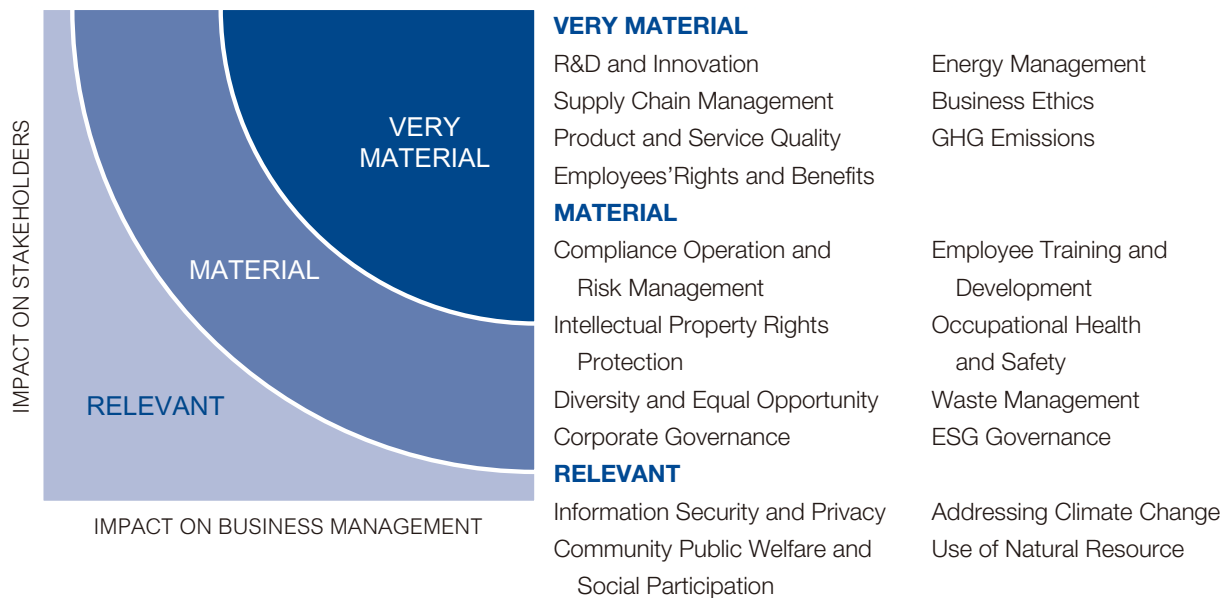 IMPACT ON STAKEHOLDERS
VERY
MATERIAL
MATERIAL
RELEVANT
IMPACT ON BUSINESS MANAGEMENT
VERY MATERIAL
R&D and Innovation
Supply Chain Management
Product and Service Quality
Employees'Rights and Benefits
Energy Management
Business Ethics
GHG Emissions
MATERIAL
Compliance Operation and
Risk Management
Intellectual Property Rights
Protection
Diversity and Equal Opportunity
Corporate Governance
Employee Training and
Development
Occupational Health
and Safety
Waste Management
ESG Governance
RELEVANT
Information Security and Privacy
Community Public Welfare and
Social Participation
Addressing Climate Change
Use of Natural Resource